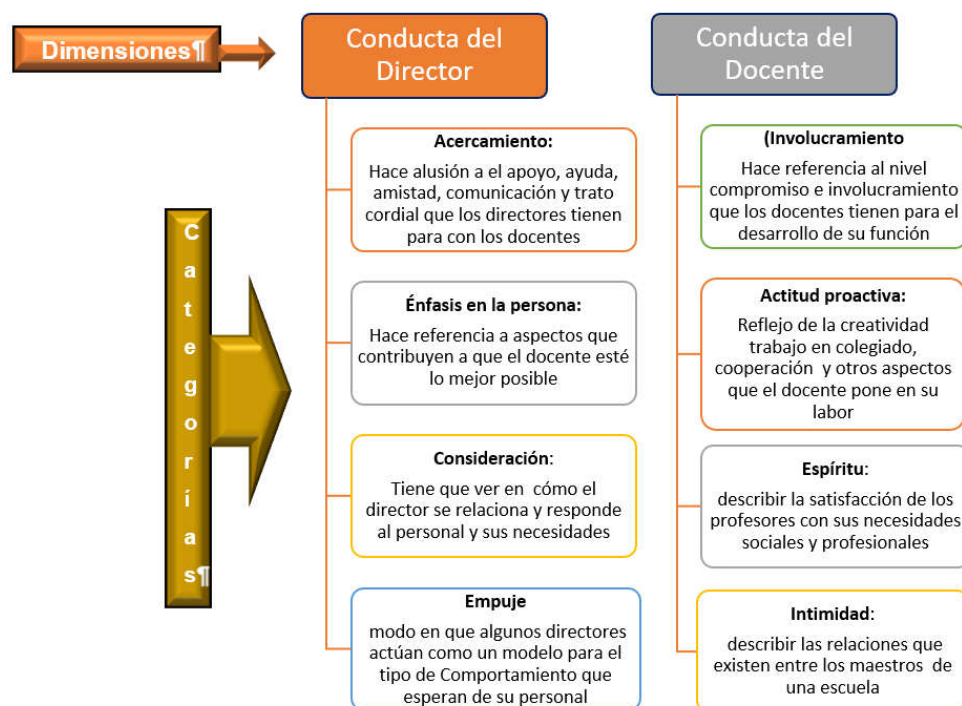 Dimensiones¶
Conducta del
Director
Conducta del
Docente
Categorías¶
Acercamiento:
Hace alusión a el apoyo, ayuda,
amistad, comunicación y trato
cordial que los directores tienen
para con los docentes
Énfasis en la persona:
Hace referencia a aspectos que
contribuyen a que el docente esté
lo mejor posible
Consideración:
Tiene que ver en cómo el
director se relaciona y responde
al personal y sus necesidades
Empuje
modo en que algunos directores
actúan como un modelo para el
tipo de Comportamiento que
esperan de su personal
(Involucramiento
Hace referencia al nivel
compromiso e involucramiento
que los docentes tienen para el
desarrollo de su función
Actitud proactiva:
Reflejo de la creatividad
trabajo en colegiado,
cooperación y otros aspectos
que el docente pone en su
labor
Espíritu:
describir la satisfacción de los
profesores con sus necesidades
sociales y profesionales
Intimidad:
describir las relaciones que
existen entre los maestros de
una escuela